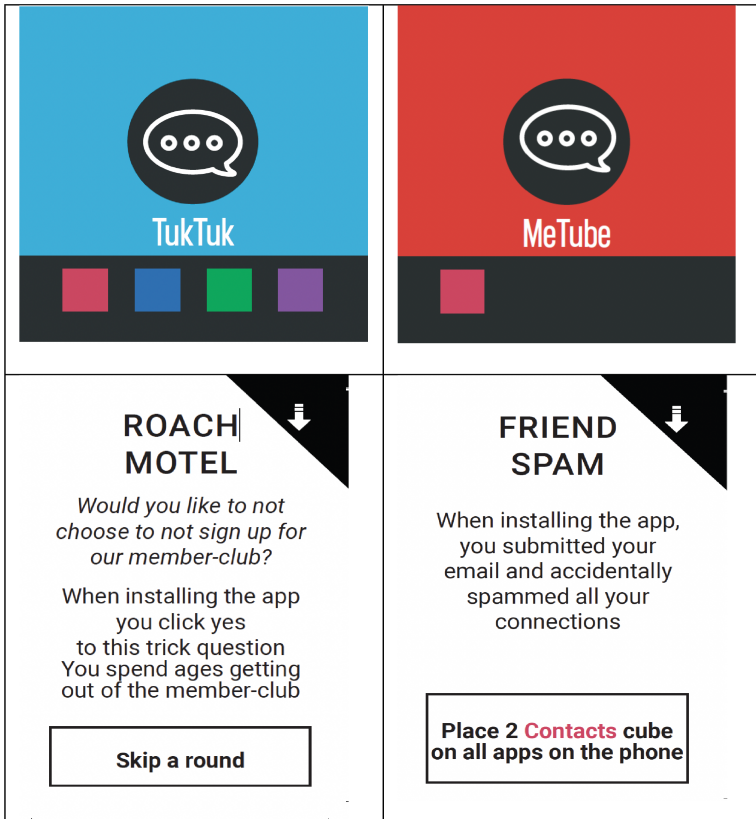 TukTuk
MeTube
ROACH
MOTEL
Would you like to not
choose to not sign up for
our member-club?
When installing the app
you click yes
to this trick question
You spend ages getting
out of the member-club
Skip a round
FRIEND
SPAM
When installing the app,
you submitted your
email and accidentally
spammed all your
connections
Place 2 Contacts cube
on all apps on the phone